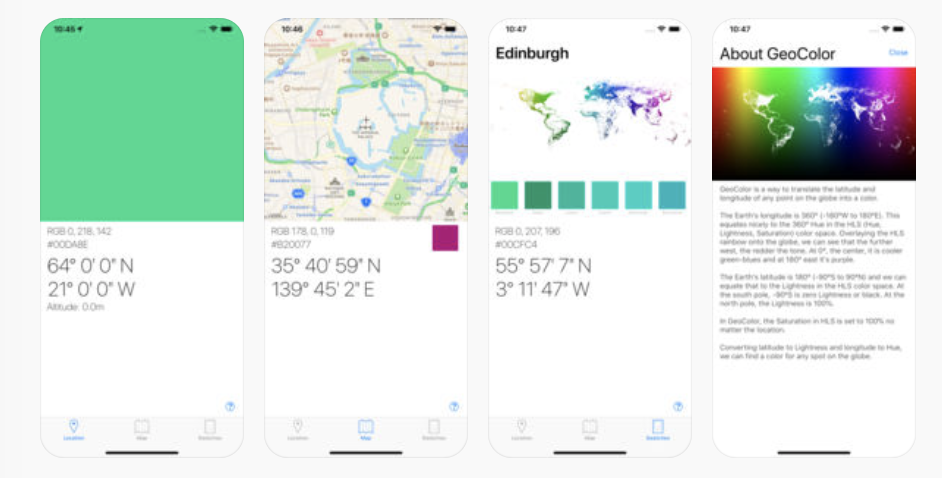 10:45
RGB 0, 218, 142
#00DA8E
64° 0' 0" N
21° 0' 0" W
Altitude: 0.0m
Location
Map
10:46
RGB 178, 0, 119
#B20077
35° 40' 59" N
139° 45' 2" E
Location
Map
10:47
Edinburgh
RGB 0, 207, 196
#00CFC4
55° 57' 7" N
3° 11' 47" W
Location
Map
Swatches
10:47
About GeoColor
Close
GeoColor is a way to translate the latitude and
longitude of any point on the globe into a color.
The Earth's longitude is 360° (-180°W to 180°E). This
equates nicely to the 360° Hue in the HLS (Hue,
Lightness, Saturation) color space. Overlaying the HLS
rainbow onto the globe, we can see that the further
west, the redder the tone. At 0°, the center, it is cooler
green-blues and at 180° east it's purple.
The Earth's latitude is 180° (-90°S to 90°N) and we can
equate that to the Lightness in the HLS color space. At
the south pole, -90°S is zero Lightness or black. At the
north pole, the Lightness is 100%.
In GeoColor, the Saturation in HLS is set to 100% no
matter the location.
Converting latitude to Lightness and longitude to Hue,
we can find a color for any spot on the globe.